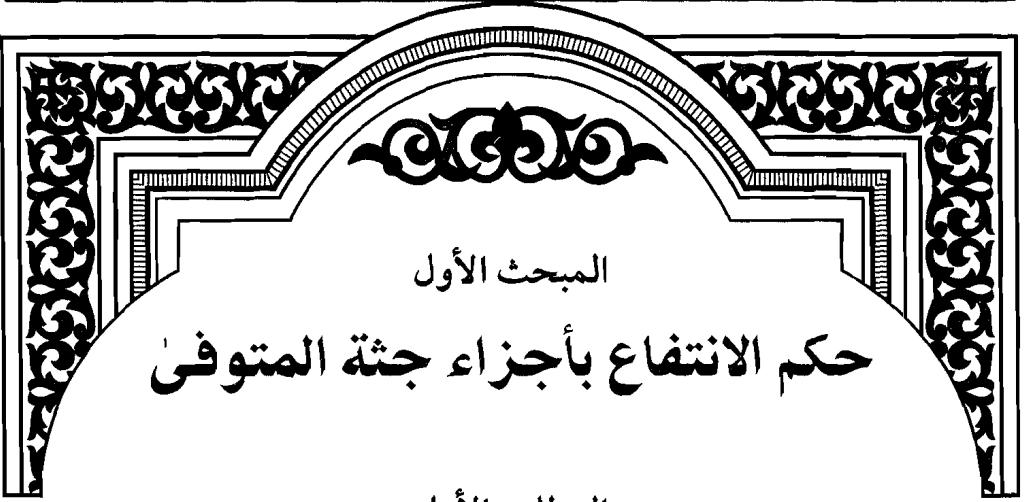 المبحث الأول
حكم الانتفاع بأجزاء جثة المتوفىٰ